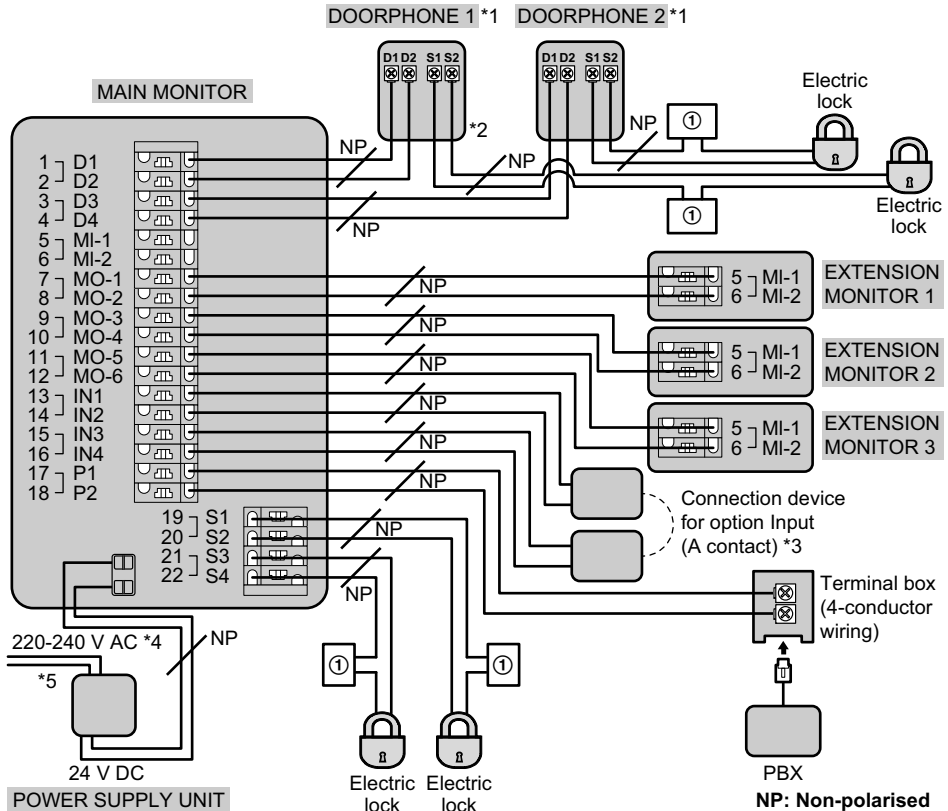 DOORPHONE 1 *1
DOORPHONE 2 *1
D1 D2 S1 S2
D1 D2 S1 S2
*2
MAIN MONITOR
Electric
lock
①
Electric
lock
①
NP
NP
NP
NP
1 D1
2 D2
3 D3
4 D4
5 MI-1
6 MI-2
7 MO-1
8 MO-2
9 MO-3
10 MO-4
11 MO-5
12 MO-6
13 IN1
14 IN2
15 IN3
16 IN4
17 P1
18 P2
19 S1
20 S2
21 S3
22 S4
NP
NP
NP
NP
NP
NP
NP
NP
5 MI-1
6 MI-2
EXTENSION
MONITOR 1
5 MI-1
6 MI-2
EXTENSION
MONITOR 2
5 MI-1
6 MI-2
EXTENSION
MONITOR 3
Connection device
for option Input
(A contact) *3
Terminal box
(4-conductor
wiring)
PBX
220-240 V AC *4
NP
*5
24 V DC
POWER SUPPLY UNIT
①
①
Electric
lock
Electric
lock
NP: Non-polarised